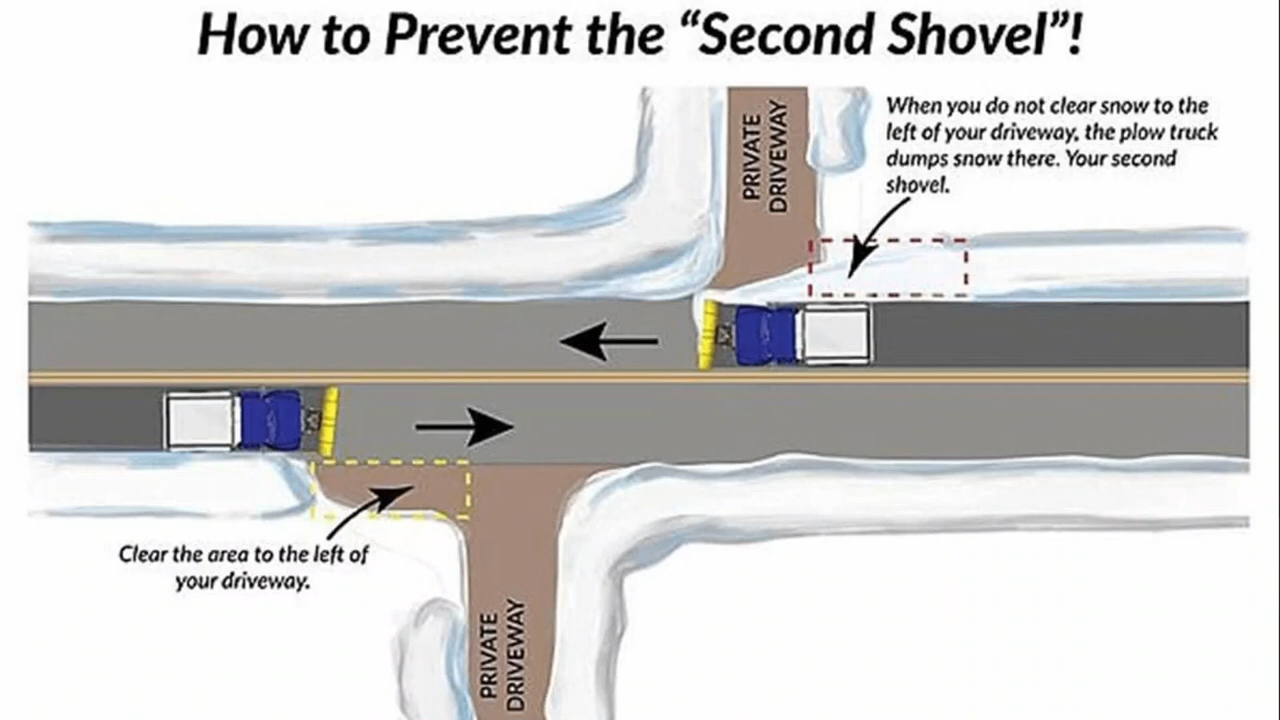 How to Prevent the “Second Shovel”!
PRIVATE
DRIVEWAY
When you do not clear snow to the
left of your driveway, the plow truck
dumps snow there. Your second
shovel.
Clear the area to the left of
your driveway.
PRIVATE
DRIVEWAY